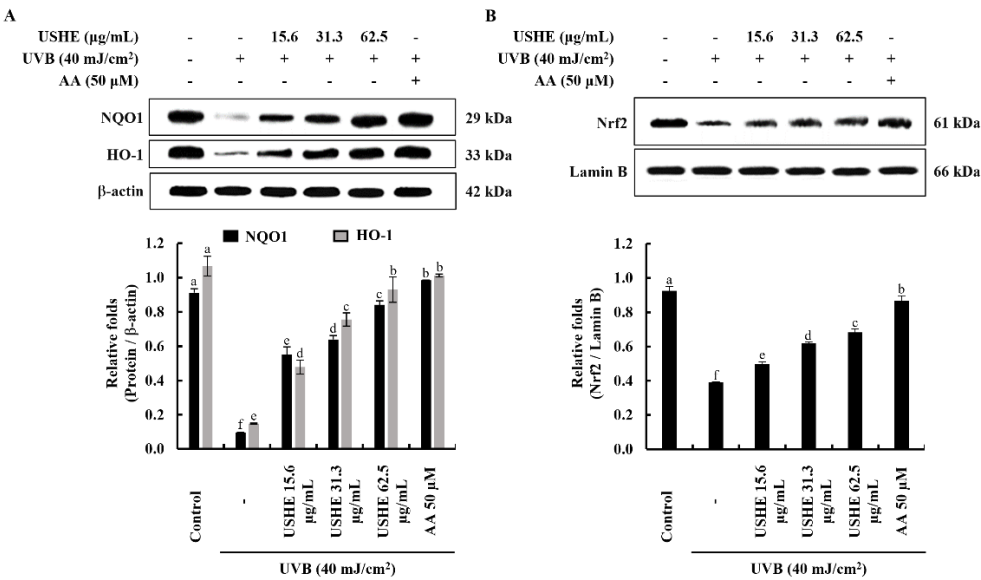 A
USHE (μg/mL) - - 15.6 31.3 62.5 -
UVB (40 mJ/cm²) - + + + + +
AA (50 μM) - - - - - +
NQO1 29 kDa
HO-1 33 kDa
β-actin 42 kDa
NQO1 HO-1
Relative folds
(Protein / β-actin)
1.2
1.0
0.8
0.6
0.4
0.2
0.0
a a f e e d d c c b b b
Control
-
USHE 15.6
μg/mL
USHE 31.3
μg/mL
USHE 62.5
μg/mL
AA 50 μM
UVB (40 mJ/cm²)
B
USHE (μg/mL) - - 15.6 31.3 62.5 -
UVB (40 mJ/cm²) - + + + + +
AA (50 μM) - - - - - +
Nrf2 61 kDa
Lamin B 66 kDa
Relative folds
(Nrf2 / Lamin B)
1.2
1.0
0.8
0.6
0.4
0.2
0.0
a f e d c b
Control
-
USHE 15.6
μg/mL
USHE 31.3
μg/mL
USHE 62.5
μg/mL
AA 50 μM
UVB (40 mJ/cm²)